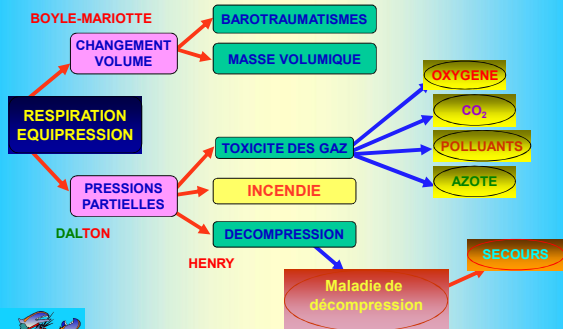 BOYLE-MARIOTTE
BAROTRAUMATISMES
CHANGEMENT
VOLUME
MASSE VOLUMIQUE
OXYGENE
CO₂
RESPIRATION
EQUIPRESSION
TOXICITE DES GAZ
POLLUANTS
AZOTE
PRESSIONS
PARTIELLES
INCENDIE
DALTON
DECOMPRESSION
HENRY
SECOURS
Maladie de
décompression